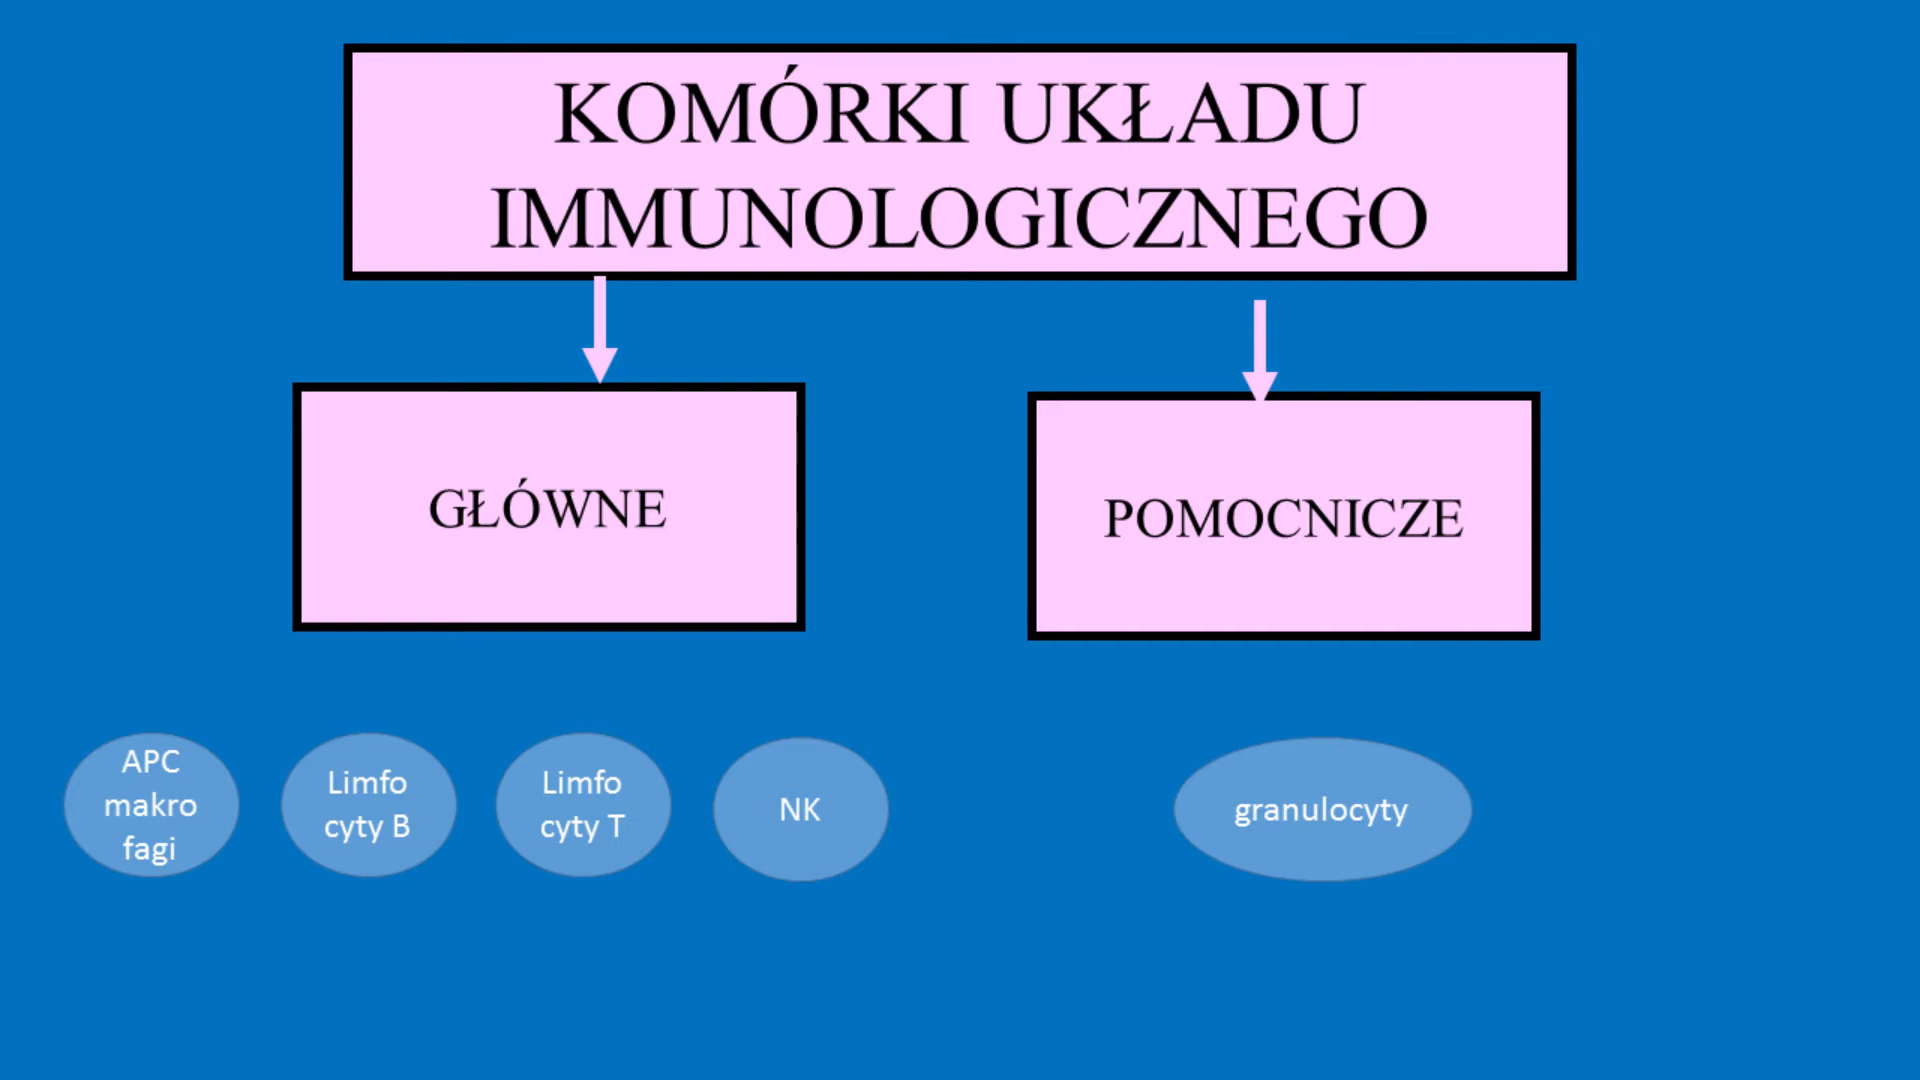 KOMÓRKI UKŁADU
IMMUNOLOGICZNEGO
GŁÓWNE
POMOCNICZE
APC
makro
fagi
Limfo
cyty B
Limfo
cyty T
NK
granulocyty